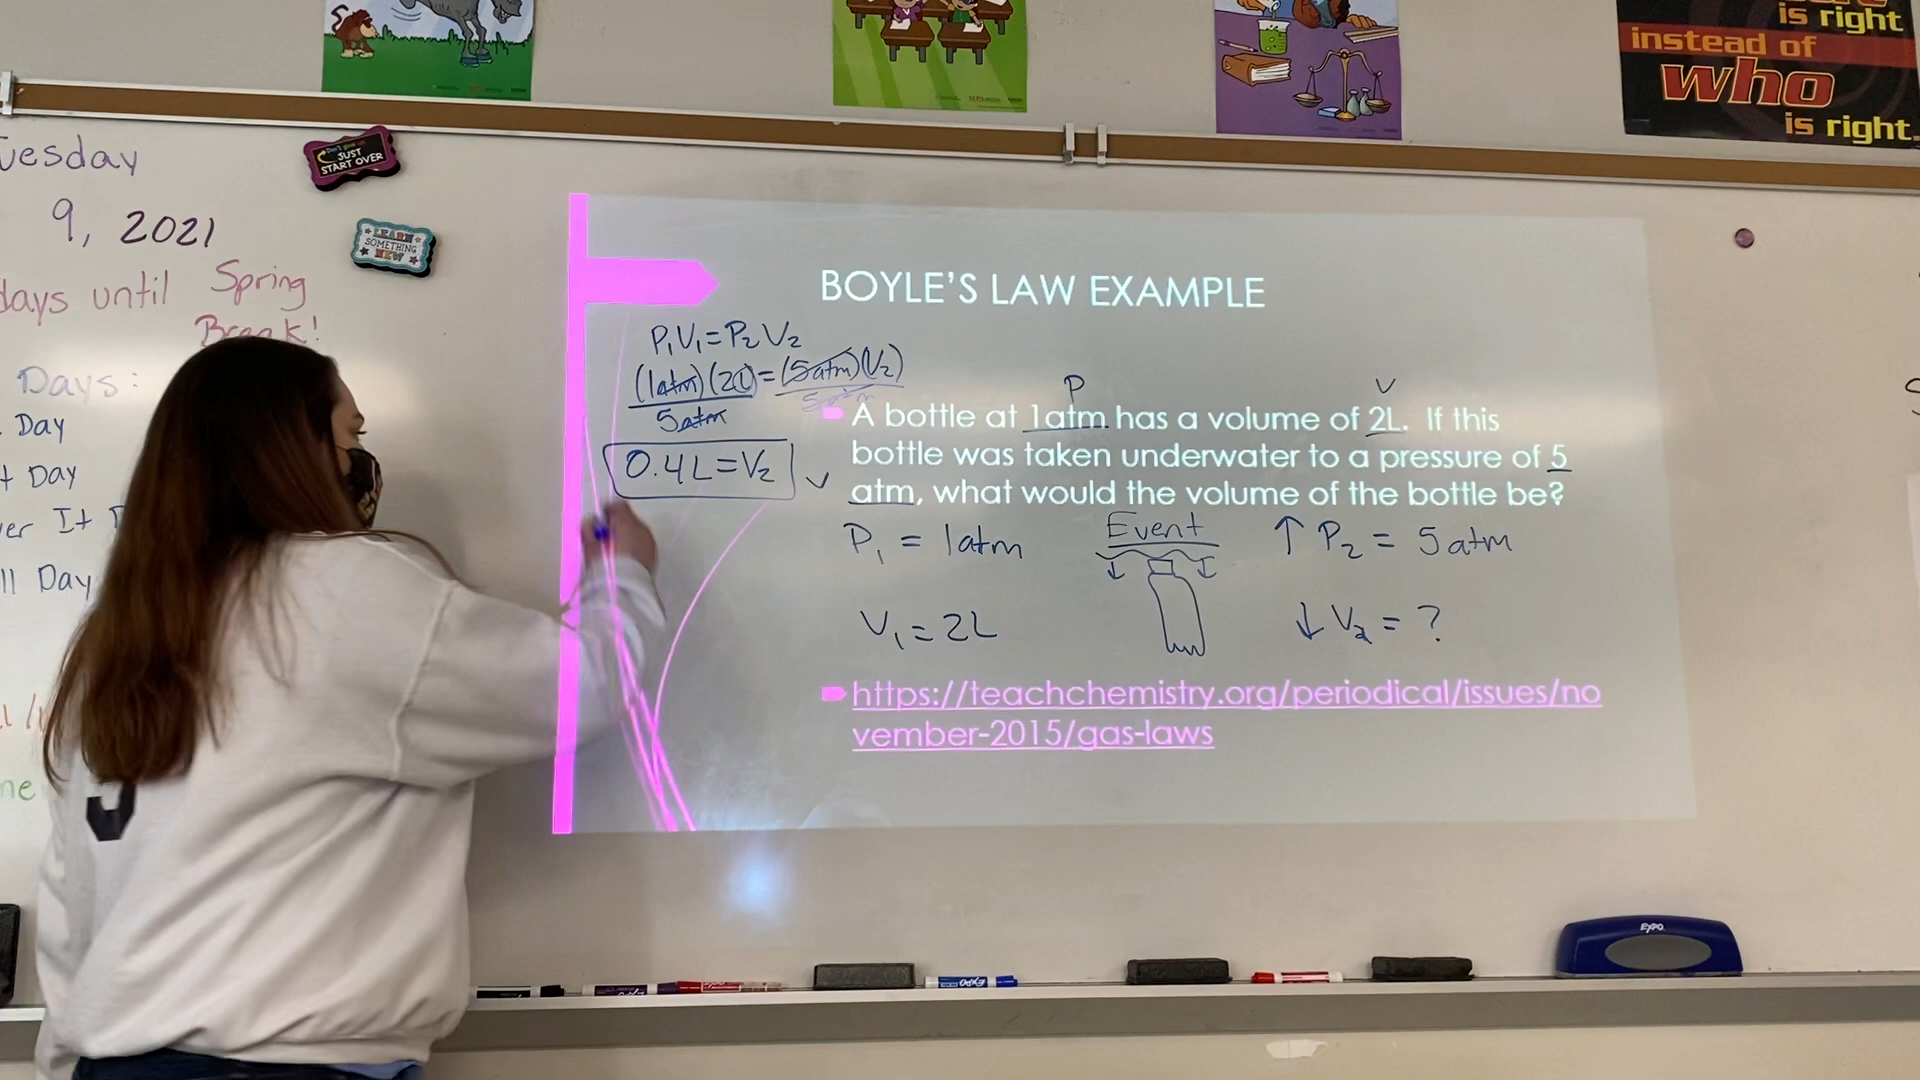 is right
instead of
who
is right.
uesday
9, 2021
days until Spring
Break!
Days:
Day
Day
It
Day
JUST
START OVER
LEARN
SOMETHING
NEW
BOYLE'S LAW EXAMPLE
P₁V₁=P₂V₂
(1atm)(2L)=(5atm)(V₂)
5atm 5atm
0.4L=V₂
P V
A bottle at 1atm has a volume of 2L. If this
bottle was taken underwater to a pressure of 5
atm, what would the volume of the bottle be?
P₁ = 1atm Event ↑ P₂ = 5atm
V₁=2L ↓ V₂ = ?
https://teachchemistry.org/periodical/issues/no
vember-2015/gas-laws
EXPO
EXPO